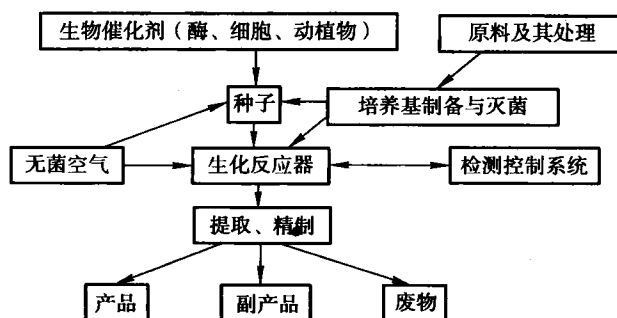 生物催化剂（酶、细胞、动植物）
原料及其处理
种子
培养基制备与灭菌
无菌空气
生化反应器
检测控制系统
提取、精制
产品
副产品
废物